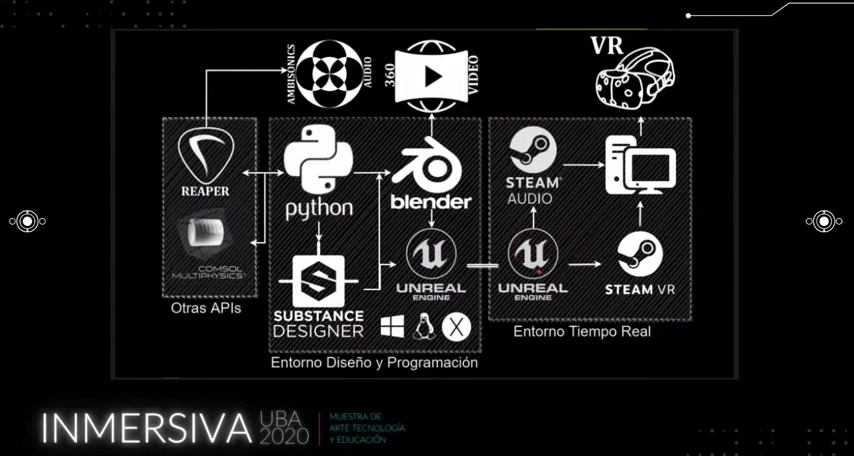 AMBISONICS
AUDIO
360
VIDEO
VR
REAPER
COMSOL
MULTIPHYSICS®
Otras APIs
python
blender
SUBSTANCE
DESIGNER
UNREAL
ENGINE
X
Entorno Diseño y Programación
STEAM®
AUDIO
UNREAL
ENGINE
STEAM VR
Entorno Tiempo Real
INMERSIVA
UBA
2020
MUESTRA DE
ARTE TECNOLOGÍA
Y EDUCACIÓN